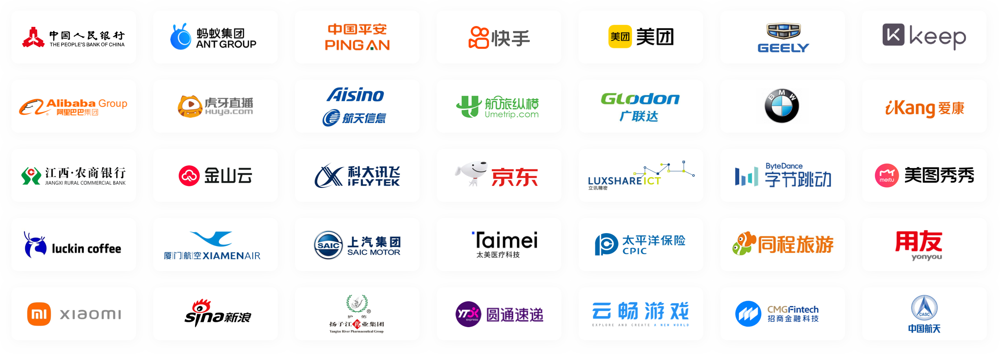 中国人民银行
THE PEOPLE'S BANK OF CHINA
蚂蚁集团
ANT GROUP
中国平安
PING AN
快手
美团 美团
GEELY
keep
Alibaba Group
阿里巴巴集团
虎牙直播
HUYA.com
Aisino
航天信息
航旅纵横
Umetrip.com
GLODON
广联达
BMW
iKang 爱康
江西·农商银行
JIANGXI RURAL COMMERCIAL BANK
金山云
科大讯飞
iFLYTEK
京东
LUXSHARE ICT
立讯精密
ByteDance
字节跳动
meitu 美图秀秀
luckin coffee
厦门航空 XIAMENAIR
SAIC 上汽集团
SAIC MOTOR
Taimei
太美医疗科技
太平洋保险
CPIC
同程旅游
用友
yonyou
mi xiaomi
sina新浪
®
护佑
扬子江药业集团
Yangtze River Pharmaceutical Group
YTO express 圆通速递
云畅游戏
EXPLORE AND CREATE A NEW WORLD
CMGFintech
招商金融科技
CASC
中国航天